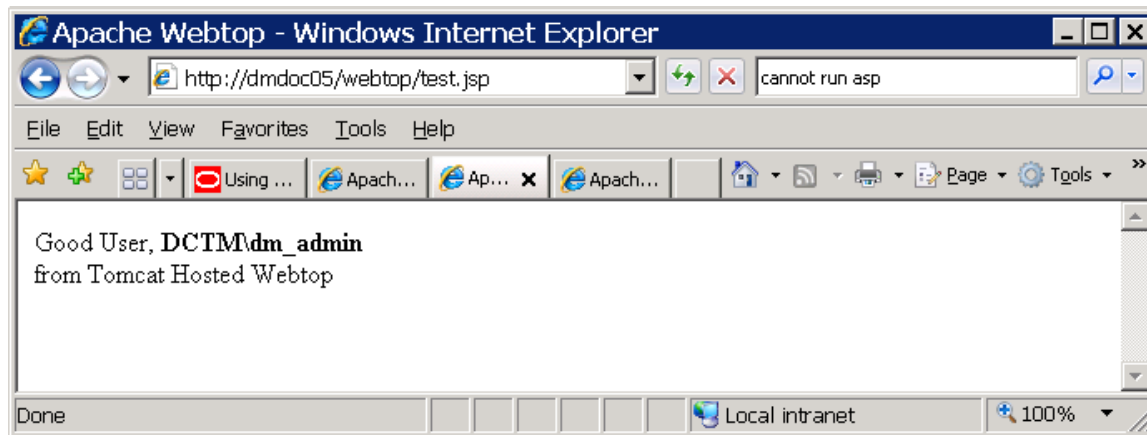 Apache Webtop - Windows Internet Explorer
http://dmdoc05/webtop/test.jsp
cannot run asp
File Edit View Favorites Tools Help
Using ... Apach... Ap... Apach... Page Tools
Good User, DCTM\dm_admin
from Tomcat Hosted Webtop
Done Local intranet 100%